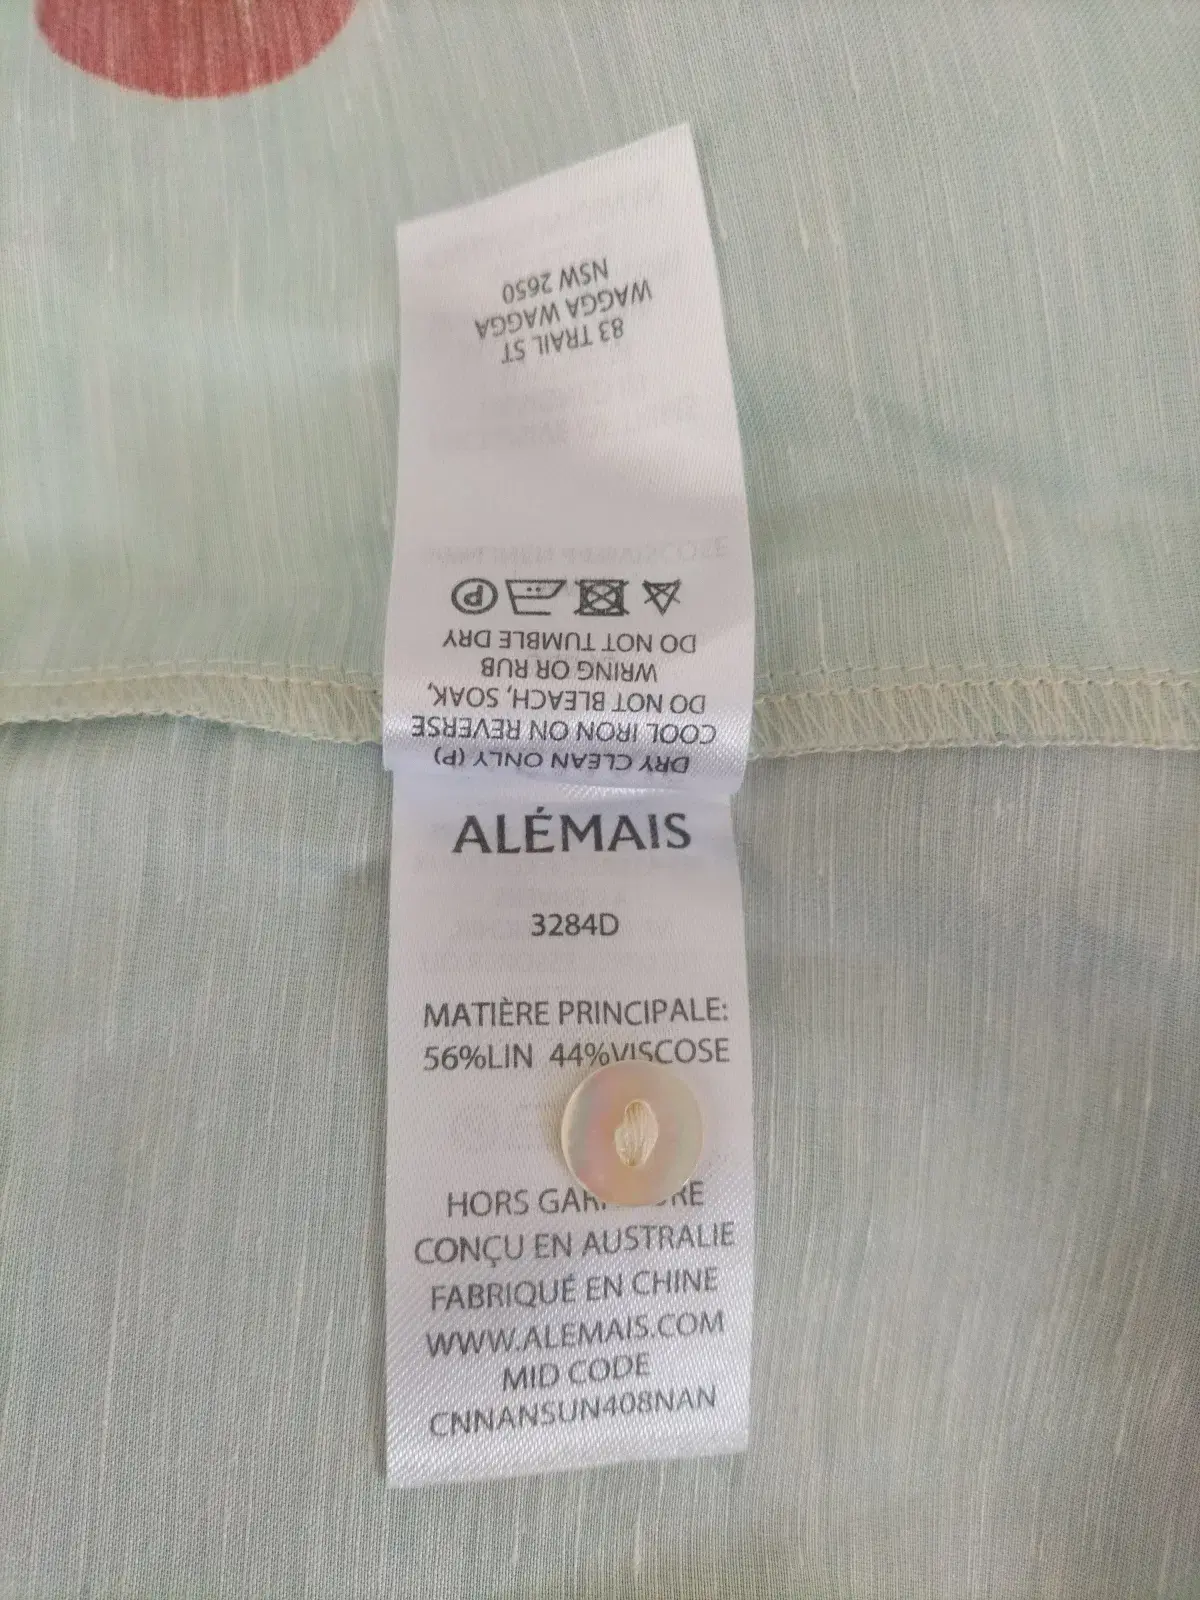 83 TRAIL ST
WAGGA WAGGA
NSW 2650
DRY CLEAN ONLY (P)
COOL IRON ON REVERSE
DO NOT BLEACH, SOAK,
WRING OR RUB
DO NOT TUMBLE DRY
P
ALÉMAIS
3284D
MATIÈRE PRINCIPALE:
56%LIN 44%VISCOSE
HORS
CONÇU EN AUSTRALIE
FABRIQUÉ EN CHINE
WWW.ALEMAIS.COM
MID CODE
CNNANSUN408NAN